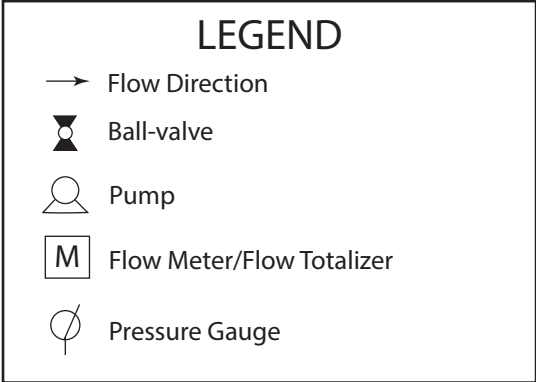 LEGEND
Flow Direction
Ball-valve
Pump
M Flow Meter/Flow Totalizer
Pressure Gauge